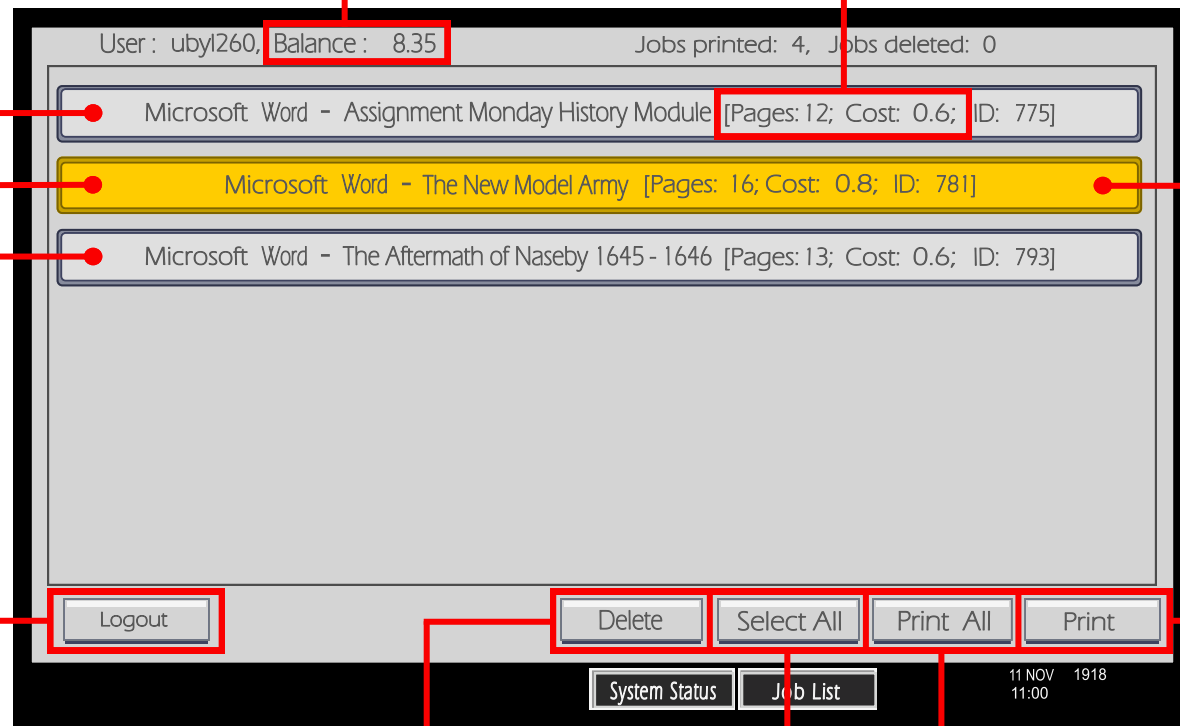 User : ubyl260, Balance : 8.35 Jobs printed: 4, Jobs deleted: 0
Microsoft Word - Assignment Monday History Module [Pages: 12; Cost: 0.6; ID: 775]
Microsoft Word - The New Model Army [Pages: 16; Cost: 0.8; ID: 781]
Microsoft Word - The Aftermath of Naseby 1645 - 1646 [Pages: 13; Cost: 0.6; ID: 793]
Logout Delete Select All Print All Print
System Status Job List 11 NOV 1918
11:00